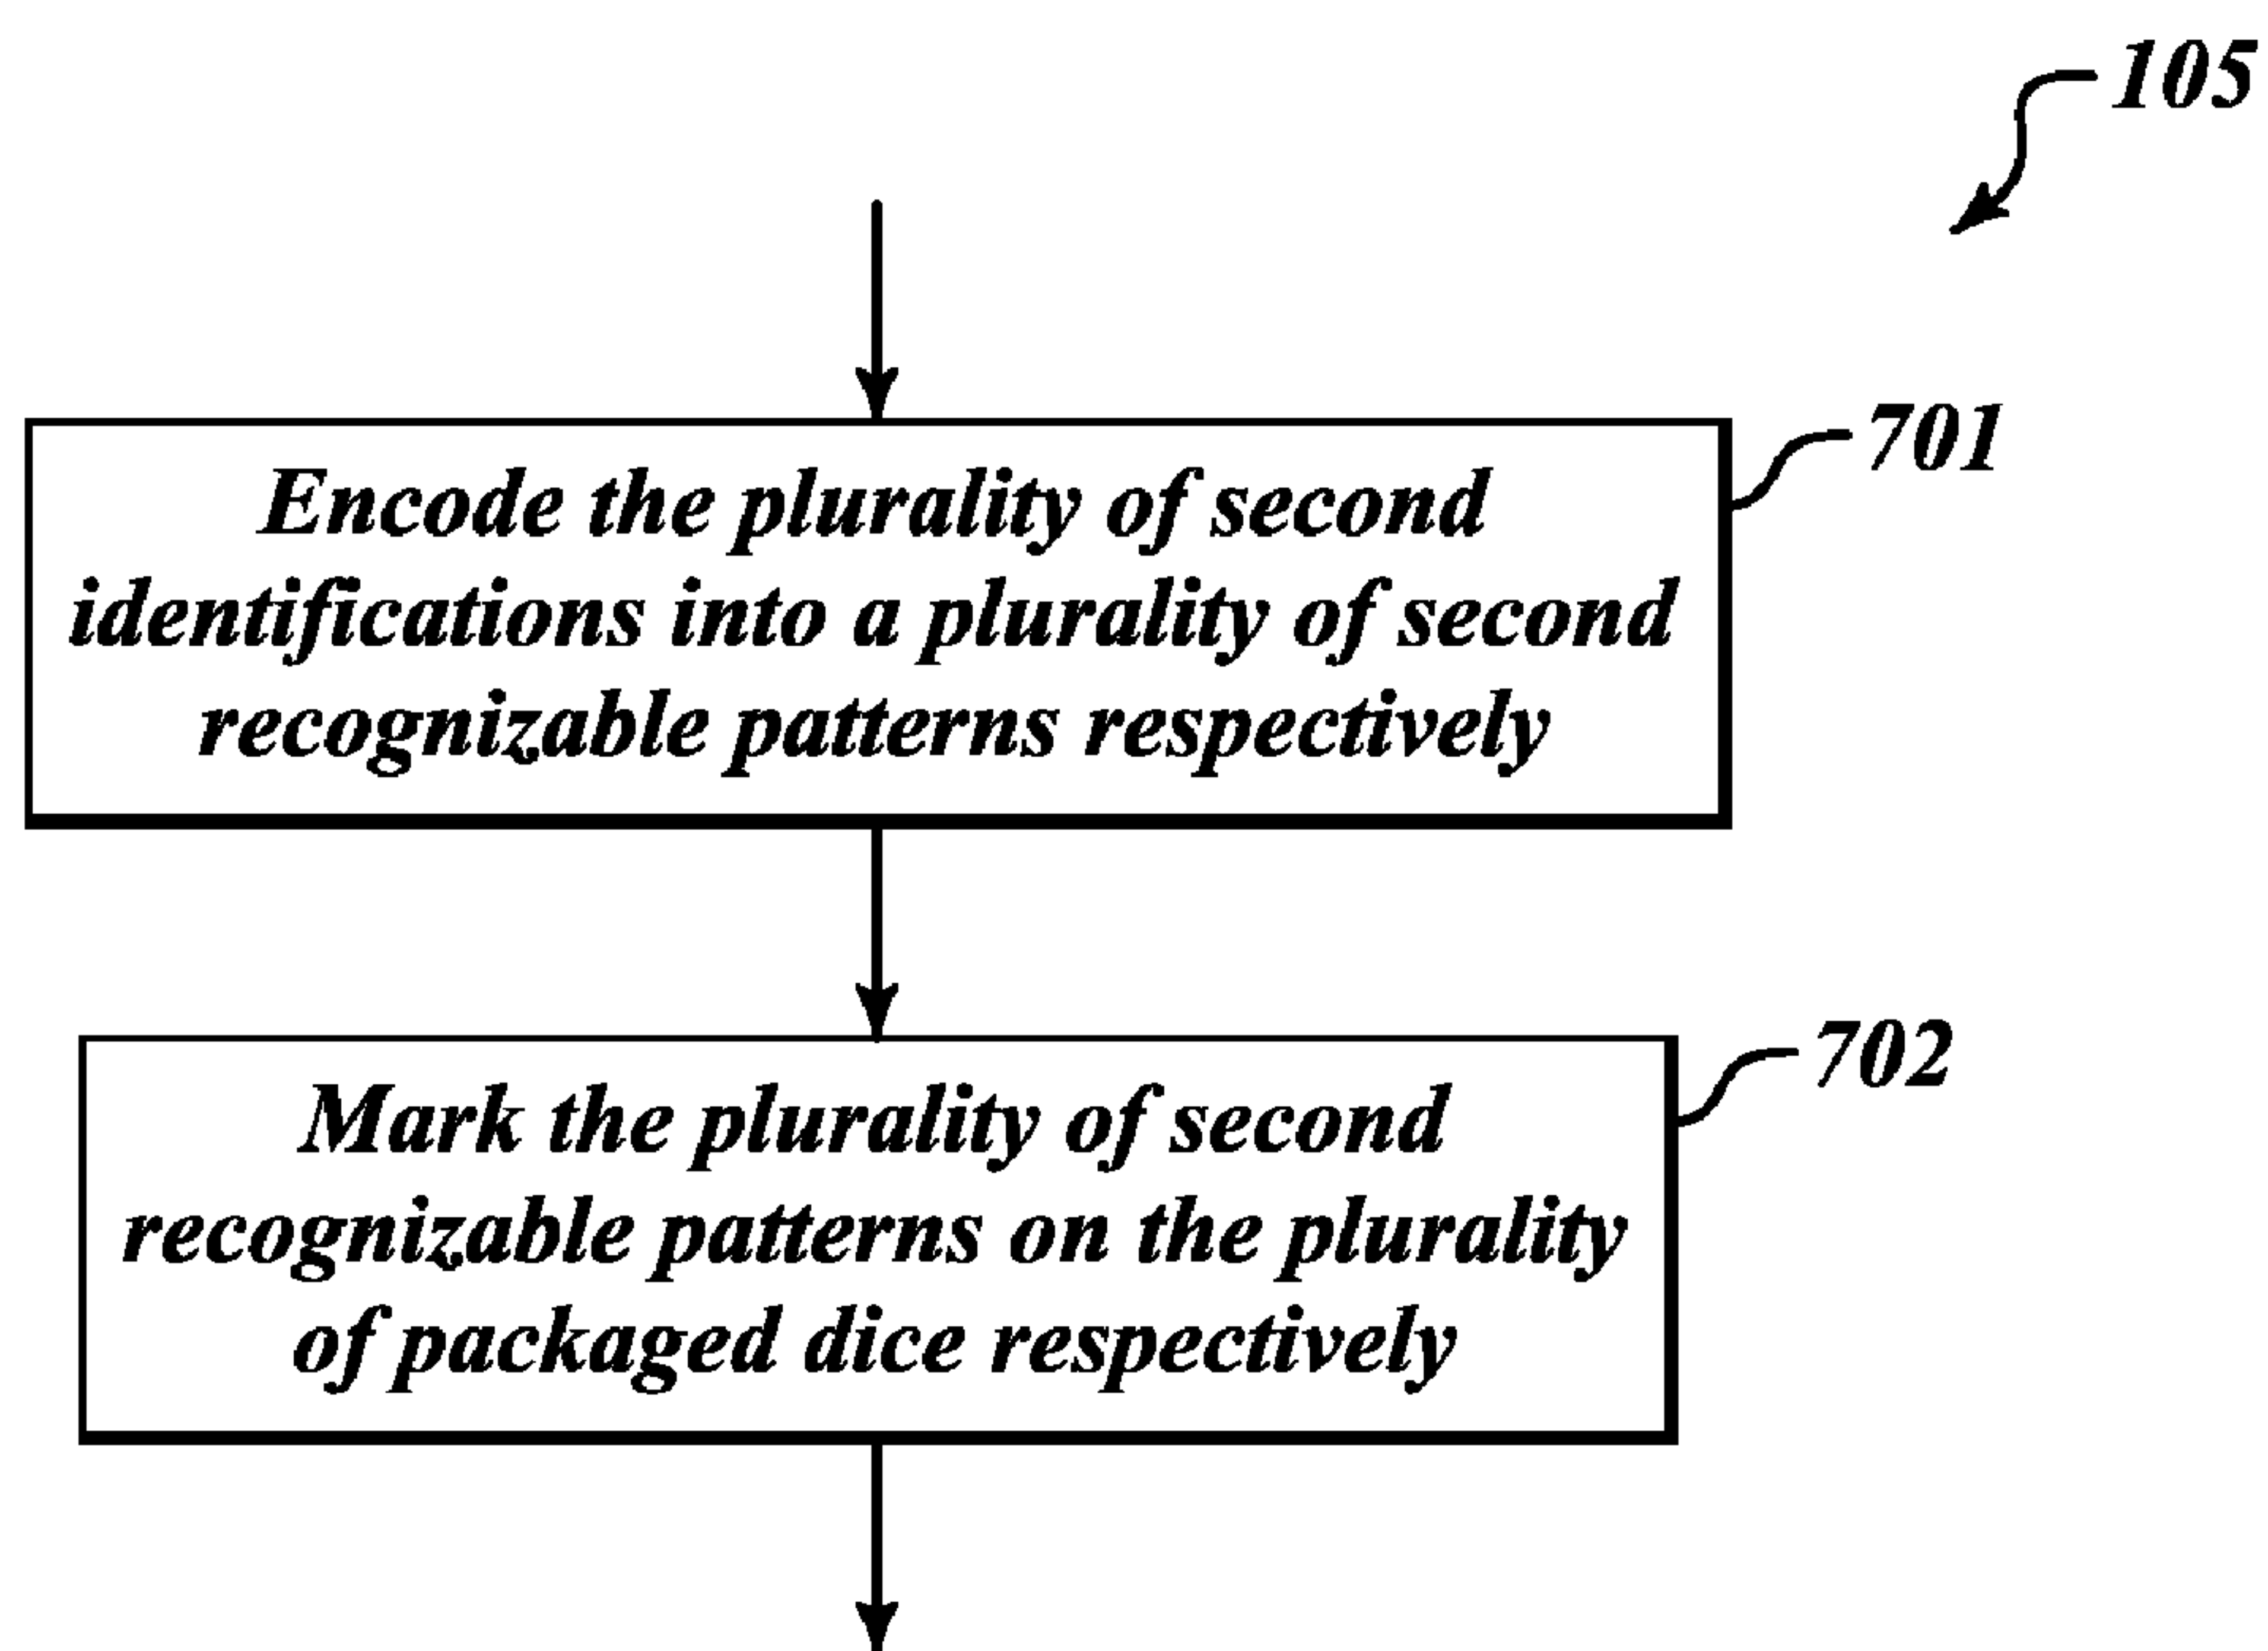 105
701
Encode the plurality of second
identifications into a plurality of second
recognizable patterns respectively
702
Mark the plurality of second
recognizable patterns on the plurality
of packaged dice respectively